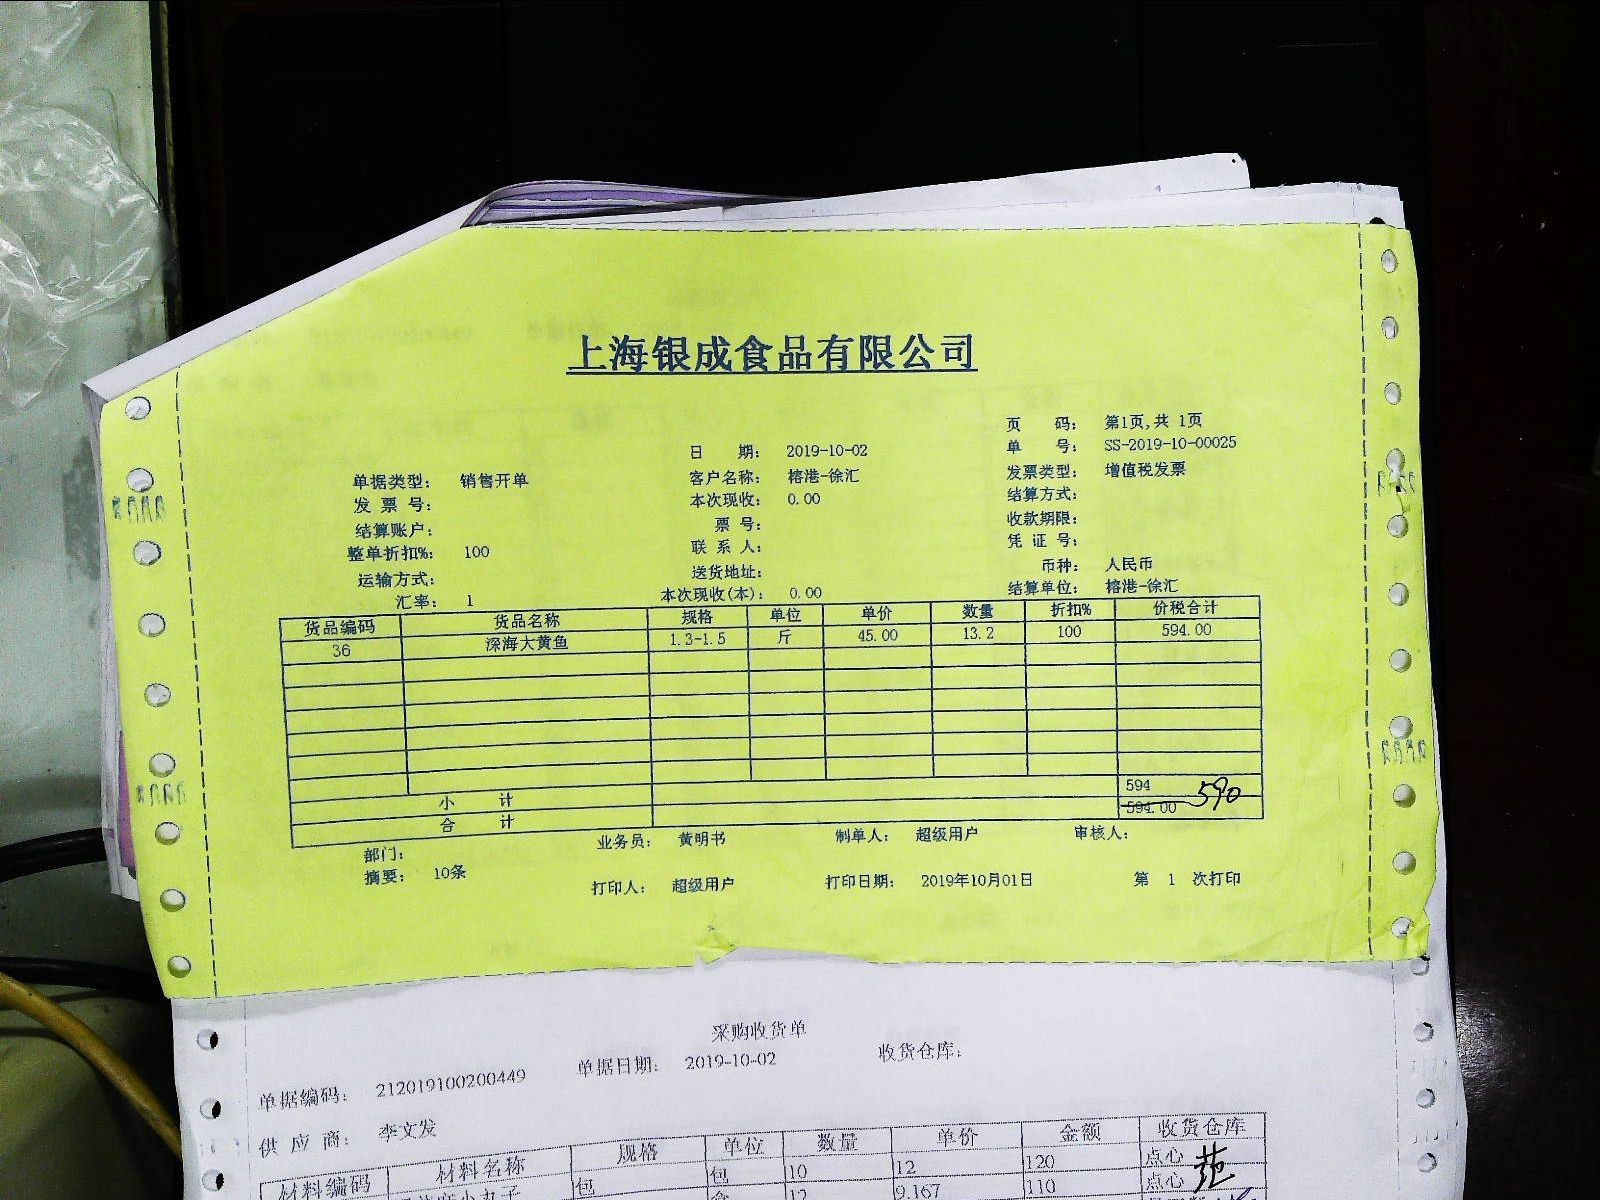 上海银成食品有限公司
页 码： 第1页,共 1页
日 期： 2019-10-02 单 号： SS-2019-10-00025
单据类型： 销售开单 客户名称： 榕港-徐汇 发票类型： 增值税发票
发 票 号： 本次现收： 0.00 结算方式：
结算账户： 票 号： 收款期限：
整单折扣%： 100 联 系 人： 凭 证 号：
运输方式： 送货地址： 币种： 人民币
汇率： 1 本次现收(本)： 0.00 结算单位： 榕港-徐汇
货品编码 货品名称 规格 单位 单价 数量 折扣% 价税合计
36 深海大黄鱼 1.3-1.5 斤 45.00 13.2 100 594.00
小 计 594
合 计 594.00 590
部门： 业务员： 黄明书 制单人： 超级用户 审核人：
摘要： 10条 打印人： 超级用户 打印日期： 2019年10月01日 第 1 次打印
采购收货单
单据编码： 212019100200449 单据日期： 2019-10-02 收货仓库：
供 应 商： 李文发
材料编码 材料名称 规格 单位 数量 单价 金额 收货仓库
包 包 10 12 120 点心
12 9.167 110 点心